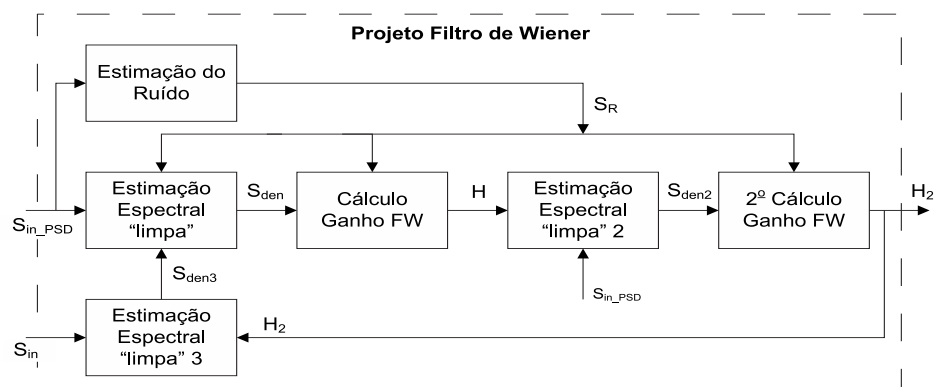 Projeto Filtro de Wiener
Estimação do
Ruído
S_R
Estimação
Espectral
“limpa”
S_den
Cálculo
Ganho FW
H
Estimação
Espectral
“limpa” 2
S_den2
2º Cálculo
Ganho FW
H_2
S_in_PSD
S_den3
S_in_PSD
Estimação
Espectral
“limpa” 3
H_2
S_in